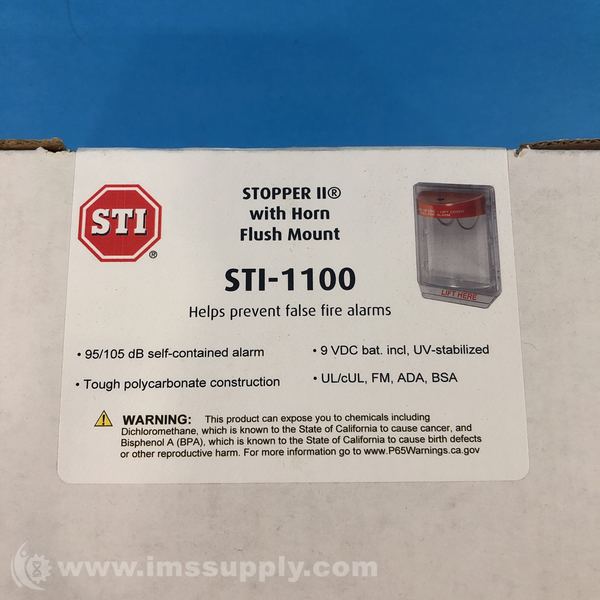 STI
®
STOPPER II®
with Horn
Flush Mount
STI-1100
Helps prevent false fire alarms
LIFT HERE
• 95/105 dB self-contained alarm
• 9 VDC bat. incl, UV-stabilized
• Tough polycarbonate construction
• UL/cUL, FM, ADA, BSA
WARNING: This product can expose you to chemicals including
Dichloromethane, which is known to the State of California to cause cancer, and
Bisphenol A (BPA), which is known to the State of California to cause birth defects
or other reproductive harm. For more information go to www.P65Warnings.ca.gov
www.imssupply.com/